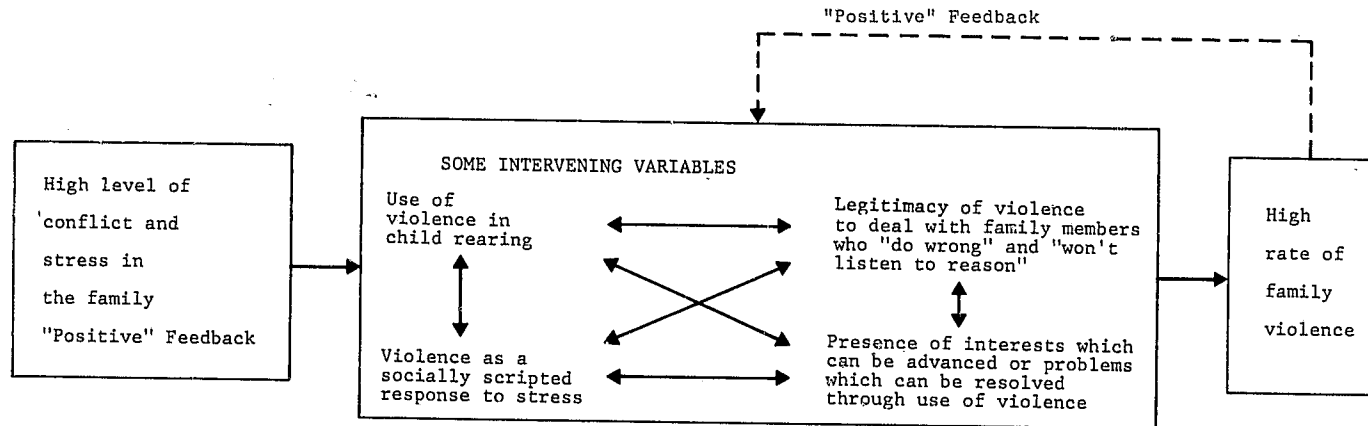 "Positive" Feedback
High level of
conflict and
stress in
the family
"Positive" Feedback
SOME INTERVENING VARIABLES
Use of
violence in
child rearing
Legitimacy of violence
to deal with family members
who "do wrong" and "won't
listen to reason"
Violence as a
socially scripted
response to stress
Presence of interests which
can be advanced or problems
which can be resolved
through use of violence
High
rate of
family
violence